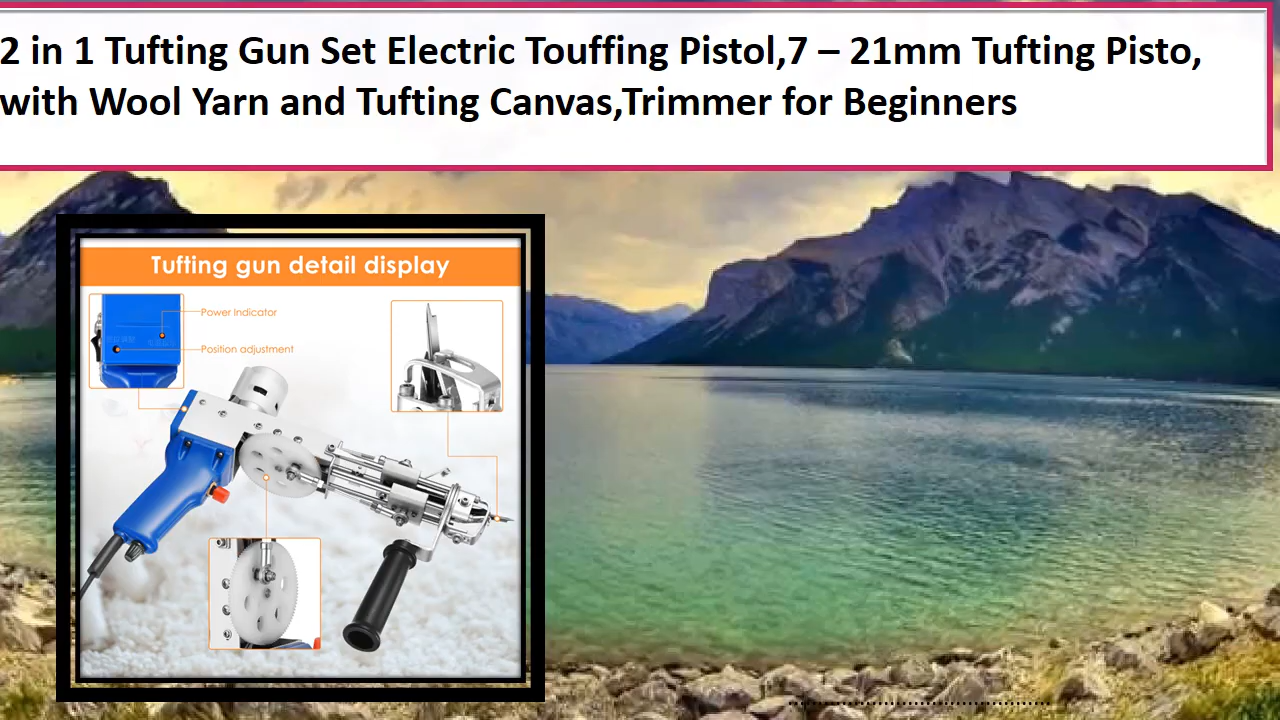 2 in 1 Tufting Gun Set Electric Touffing Pistol,7 – 21mm Tufting Pisto,
with Wool Yarn and Tufting Canvas,Trimmer for Beginners
Tufting gun detail display
Power Indicator
Position adjustment